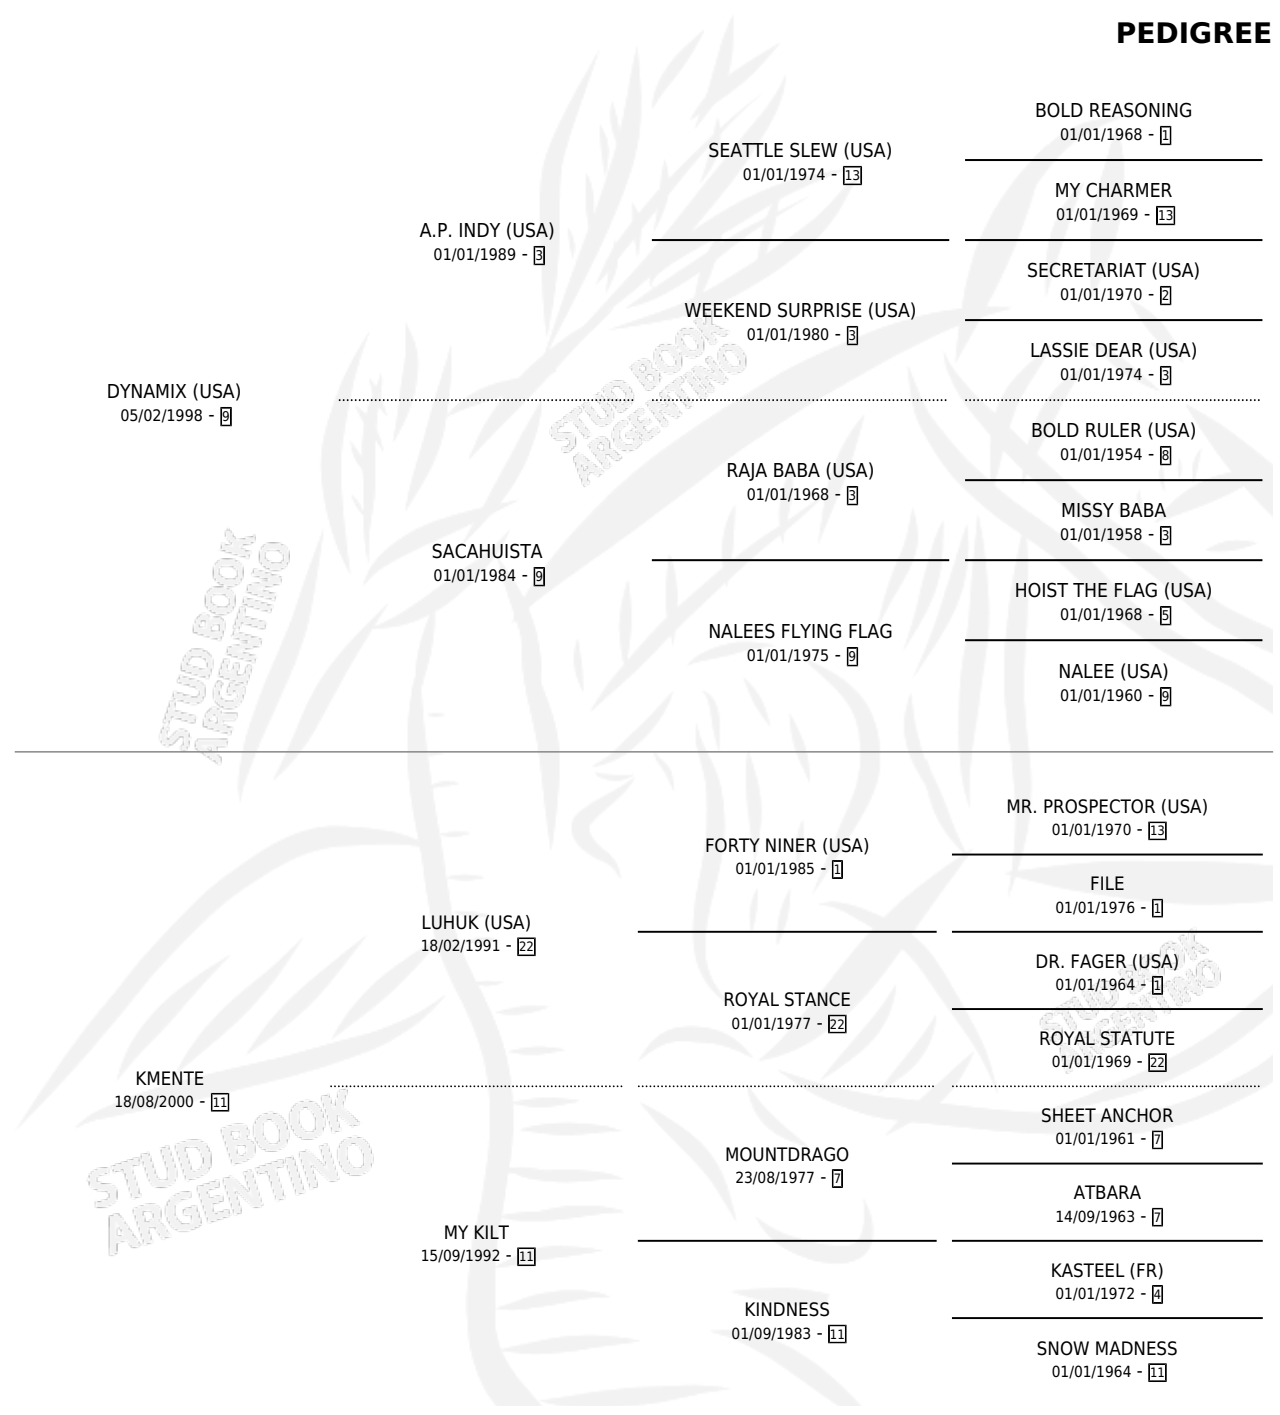 PEDIGREE
BOLD REASONING
01/01/1968 - 1
SEATTLE SLEW (USA)
01/01/1974 - 13
MY CHARMER
01/01/1969 - 13
A.P. INDY (USA)
01/01/1989 - 3
SECRETARIAT (USA)
01/01/1970 - 2
WEEKEND SURPRISE (USA)
01/01/1980 - 3
LASSIE DEAR (USA)
01/01/1974 - 3
DYNAMIX (USA)
05/02/1998 - 9
BOLD RULER (USA)
01/01/1954 - 8
RAJA BABA (USA)
01/01/1968 - 3
MISSY BABA
01/01/1958 - 3
SACAHUISTA
01/01/1984 - 9
HOIST THE FLAG (USA)
01/01/1968 - 5
NALEES FLYING FLAG
01/01/1975 - 9
NALEE (USA)
01/01/1960 - 9
MR. PROSPECTOR (USA)
01/01/1970 - 13
FORTY NINER (USA)
01/01/1985 - 1
FILE
01/01/1976 - 1
LUHUK (USA)
18/02/1991 - 22
DR. FAGER (USA)
01/01/1964 - 1
ROYAL STANCE
01/01/1977 - 22
ROYAL STATUTE
01/01/1969 - 22
KMENTE
18/08/2000 - 11
SHEET ANCHOR
01/01/1961 - 7
MOUNTDRAGO
23/08/1977 - 7
ATBARA
14/09/1963 - 7
MY KILT
15/09/1992 - 11
KASTEEL (FR)
01/01/1972 - 4
KINDNESS
01/09/1983 - 11
SNOW MADNESS
01/01/1964 - 11
STUD BOOK
ARGENTINO
STUD BOOK
ARGENTINO
STUD BOOK
ARGENTINO
STUD BOOK
ARGENTINO